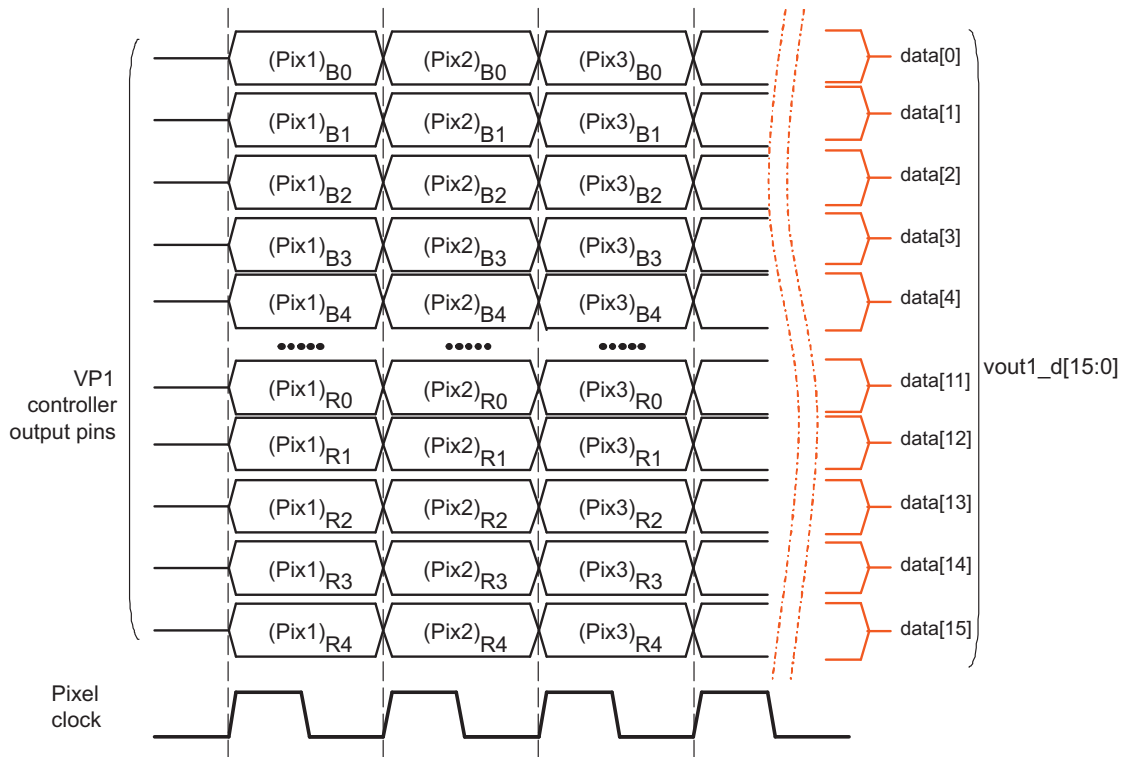 (Pix1)B0 (Pix2)B0 (Pix3)B0 data[0]
(Pix1)B1 (Pix2)B1 (Pix3)B1 data[1]
(Pix1)B2 (Pix2)B2 (Pix3)B2 data[2]
(Pix1)B3 (Pix2)B3 (Pix3)B3 data[3]
(Pix1)B4 (Pix2)B4 (Pix3)B4 data[4]
••••• ••••• •••••
VP1
controller
output pins
(Pix1)R0 (Pix2)R0 (Pix3)R0 data[11]
vout1_d[15:0]
(Pix1)R1 (Pix2)R1 (Pix3)R1 data[12]
(Pix1)R2 (Pix2)R2 (Pix3)R2 data[13]
(Pix1)R3 (Pix2)R3 (Pix3)R3 data[14]
(Pix1)R4 (Pix2)R4 (Pix3)R4 data[15]
Pixel
clock